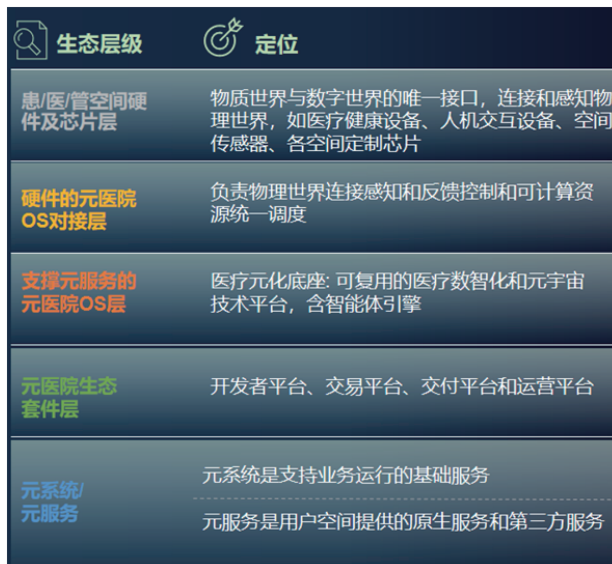 生态层级
定位
患/医/管空间硬
件及芯片层
物质世界与数字世界的唯一接口，连接和感知物
理世界，如医疗健康设备、人机交互设备、空间
传感器、各空间定制芯片
硬件的元医院
OS对接层
负责物理世界连接感知和反馈控制和可计算资
源统一调度
支撑元服务的
元医院OS层
医疗元化底座: 可复用的医疗数智化和元宇宙
技术平台，含智能体引擎
元医院生态
套件层
开发者平台、交易平台、交付平台和运营平台
元系统/
元服务
元系统是支持业务运行的基础服务
元服务是用户空间提供的原生服务和第三方服务